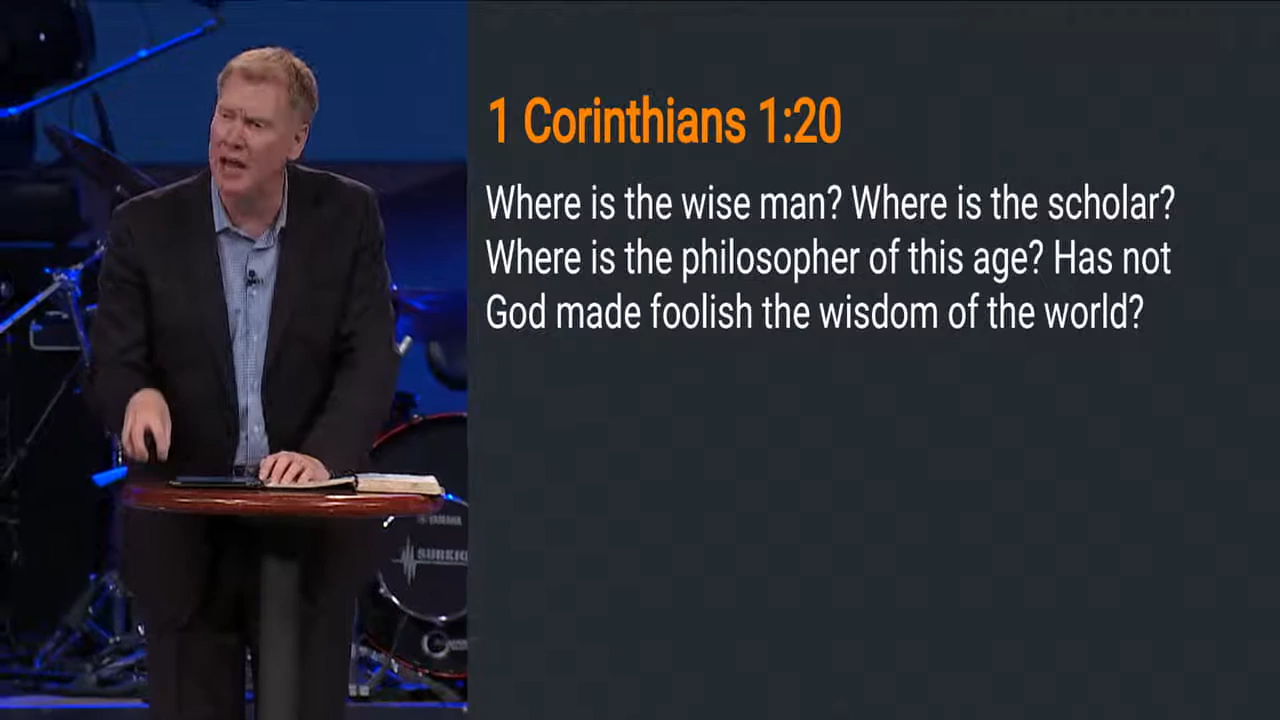 1 Corinthians 1:20
Where is the wise man? Where is the scholar?
Where is the philosopher of this age? Has not
God made foolish the wisdom of the world?
YAMAHA